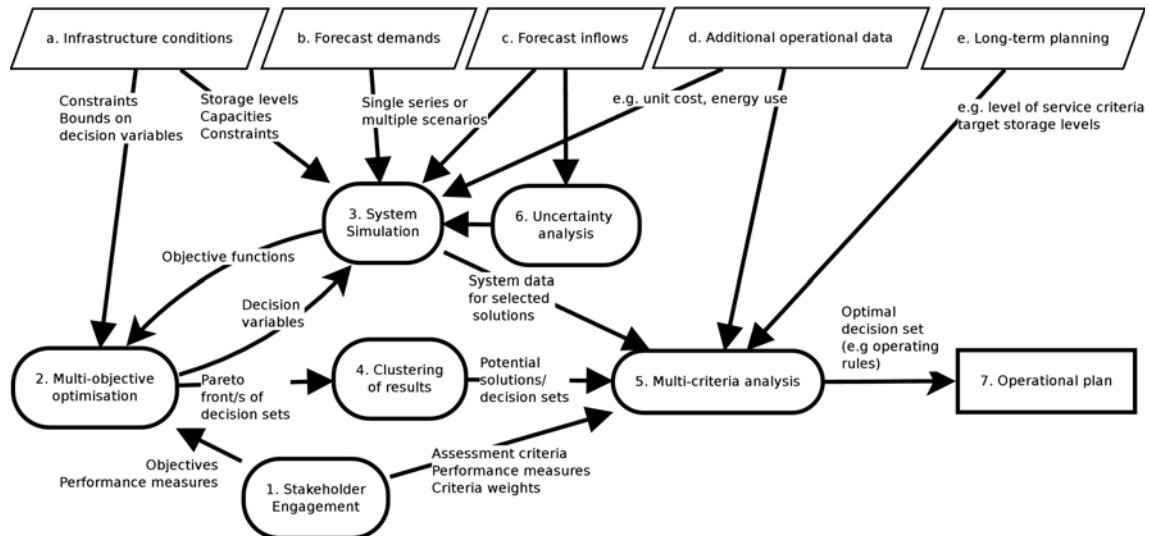 a. Infrastructure conditions
b. Forecast demands
c. Forecast inflows
d. Additional operational data
e. Long-term planning
Constraints
Bounds on
decision variables
Storage levels
Capacities
Constraints
Single series or
multiple scenarios
e.g. unit cost, energy use
e.g. level of service criteria
target storage levels
3. System
Simulation
6. Uncertainty
analysis
Objective functions
Decision
variables
System data
for selected
solutions
Optimal
decision set
(e.g operating
rules)
2. Multi-objective
optimisation
Pareto
front/s of
decision sets
4. Clustering
of results
Potential
solutions/
decision sets
5. Multi-criteria analysis
7. Operational plan
Objectives
Performance measures
1. Stakeholder
Engagement
Assessment criteria
Performance measures
Criteria weights